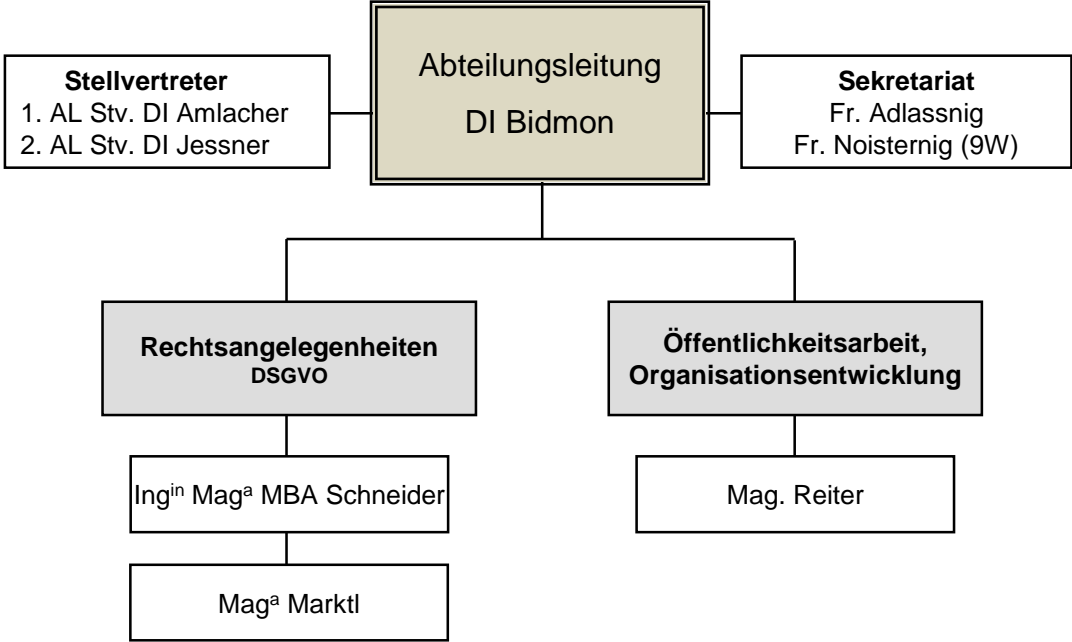 Abteilungsleitung
DI Bidmon
Stellvertreter
1. AL Stv. DI Amlacher
2. AL Stv. DI Jessner
Sekretariat
Fr. Adlassnig
Fr. Noisternig (9W)
Rechtsangelegenheiten
DSGVO
Ingⁱⁿ Magᵃ MBA Schneider
Magᵃ Marktl
Öffentlichkeitsarbeit,
Organisationsentwicklung
Mag. Reiter